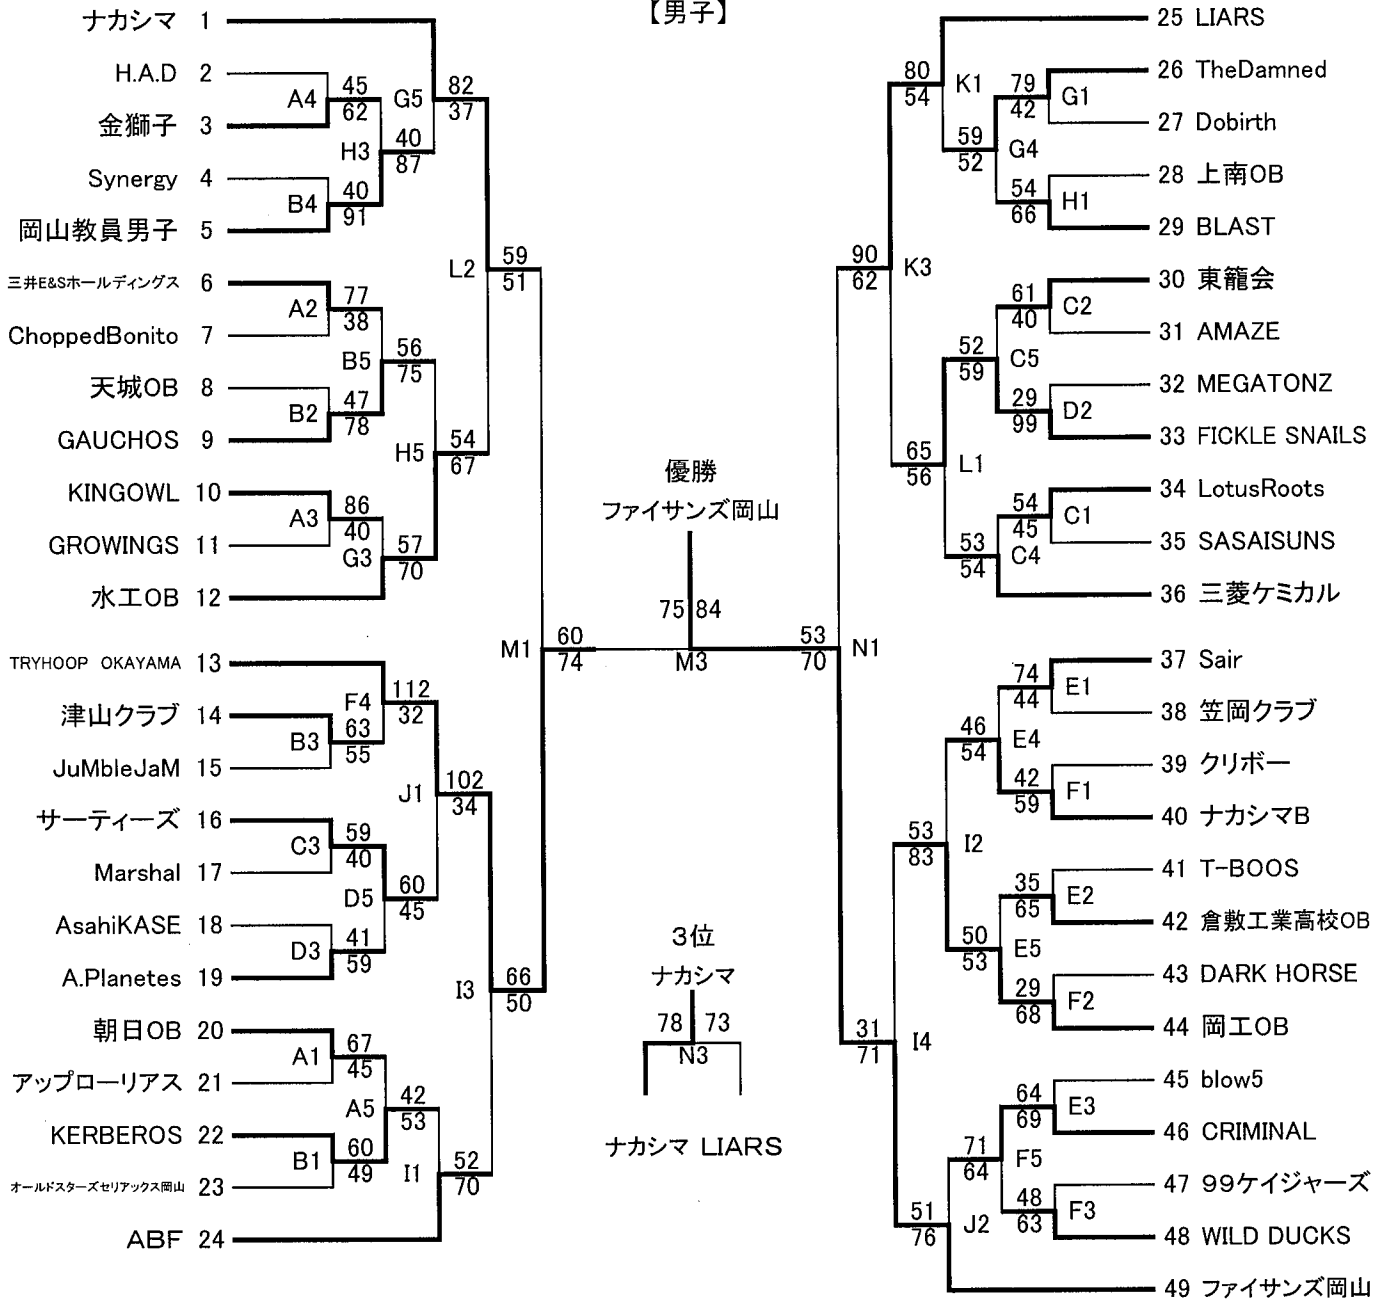 【男子】
ナカシマ 1
H.A.D 2
金獅子 3
Synergy 4
岡山教員男子 5
三井E&Sホールディングス 6
ChoppedBonito 7
天城OB 8
GAUCHOS 9
KINGOWL 10
GROWINGS 11
水工OB 12
TRYHOOP OKAYAMA 13
津山クラブ 14
JuMbleJaM 15
サーティーズ 16
Marshal 17
AsahiKASE 18
A.Planetes 19
朝日OB 20
アップローリアス 21
KERBEROS 22
オールドスターズセリアックス岡山 23
ABF 24
A4 45
62
B4 40
91
H3 40
87
G5 82
37
A2 77
38
B2 47
78
B5 56
75
A3 86
40
G3 57
70
H5 54
67
L2 59
51
B3 63
55
F4 112
32
C3 59
40
D3 41
59
D5 60
45
J1 102
34
A1 67
45
B1 60
49
A5 42
53
I1 52
70
I3 66
50
M1 60
74
優勝
ファイサンズ岡山
75 84
M3
3位
ナカシマ
78 73
N3
ナカシマ LIARS
53 N1
70
90 K3
62
80 K1
54
79 G1
42
59 G4
52
54 H1
66
61 C2
40
52 C5
59
29 D2
99
65 L1
56
54 C1
45
53 C4
54
74 E1
44
46 E4
54
42 F1
59
53 I2
83
35 E2
65
50 E5
53
29 F2
68
31 I4
71
64 E3
69
71 F5
64
48 F3
63
51 J2
76
25 LIARS
26 TheDamned
27 Dobirth
28 上南OB
29 BLAST
30 東籠会
31 AMAZE
32 MEGATONZ
33 FICKLE SNAILS
34 LotusRoots
35 SASAISUNS
36 三菱ケミカル
37 Sair
38 笠岡クラブ
39 クリボー
40 ナカシマB
41 T-BOOS
42 倉敷工業高校OB
43 DARK HORSE
44 岡工OB
45 blow5
46 CRIMINAL
47 99ケイジャーズ
48 WILD DUCKS
49 ファイサンズ岡山